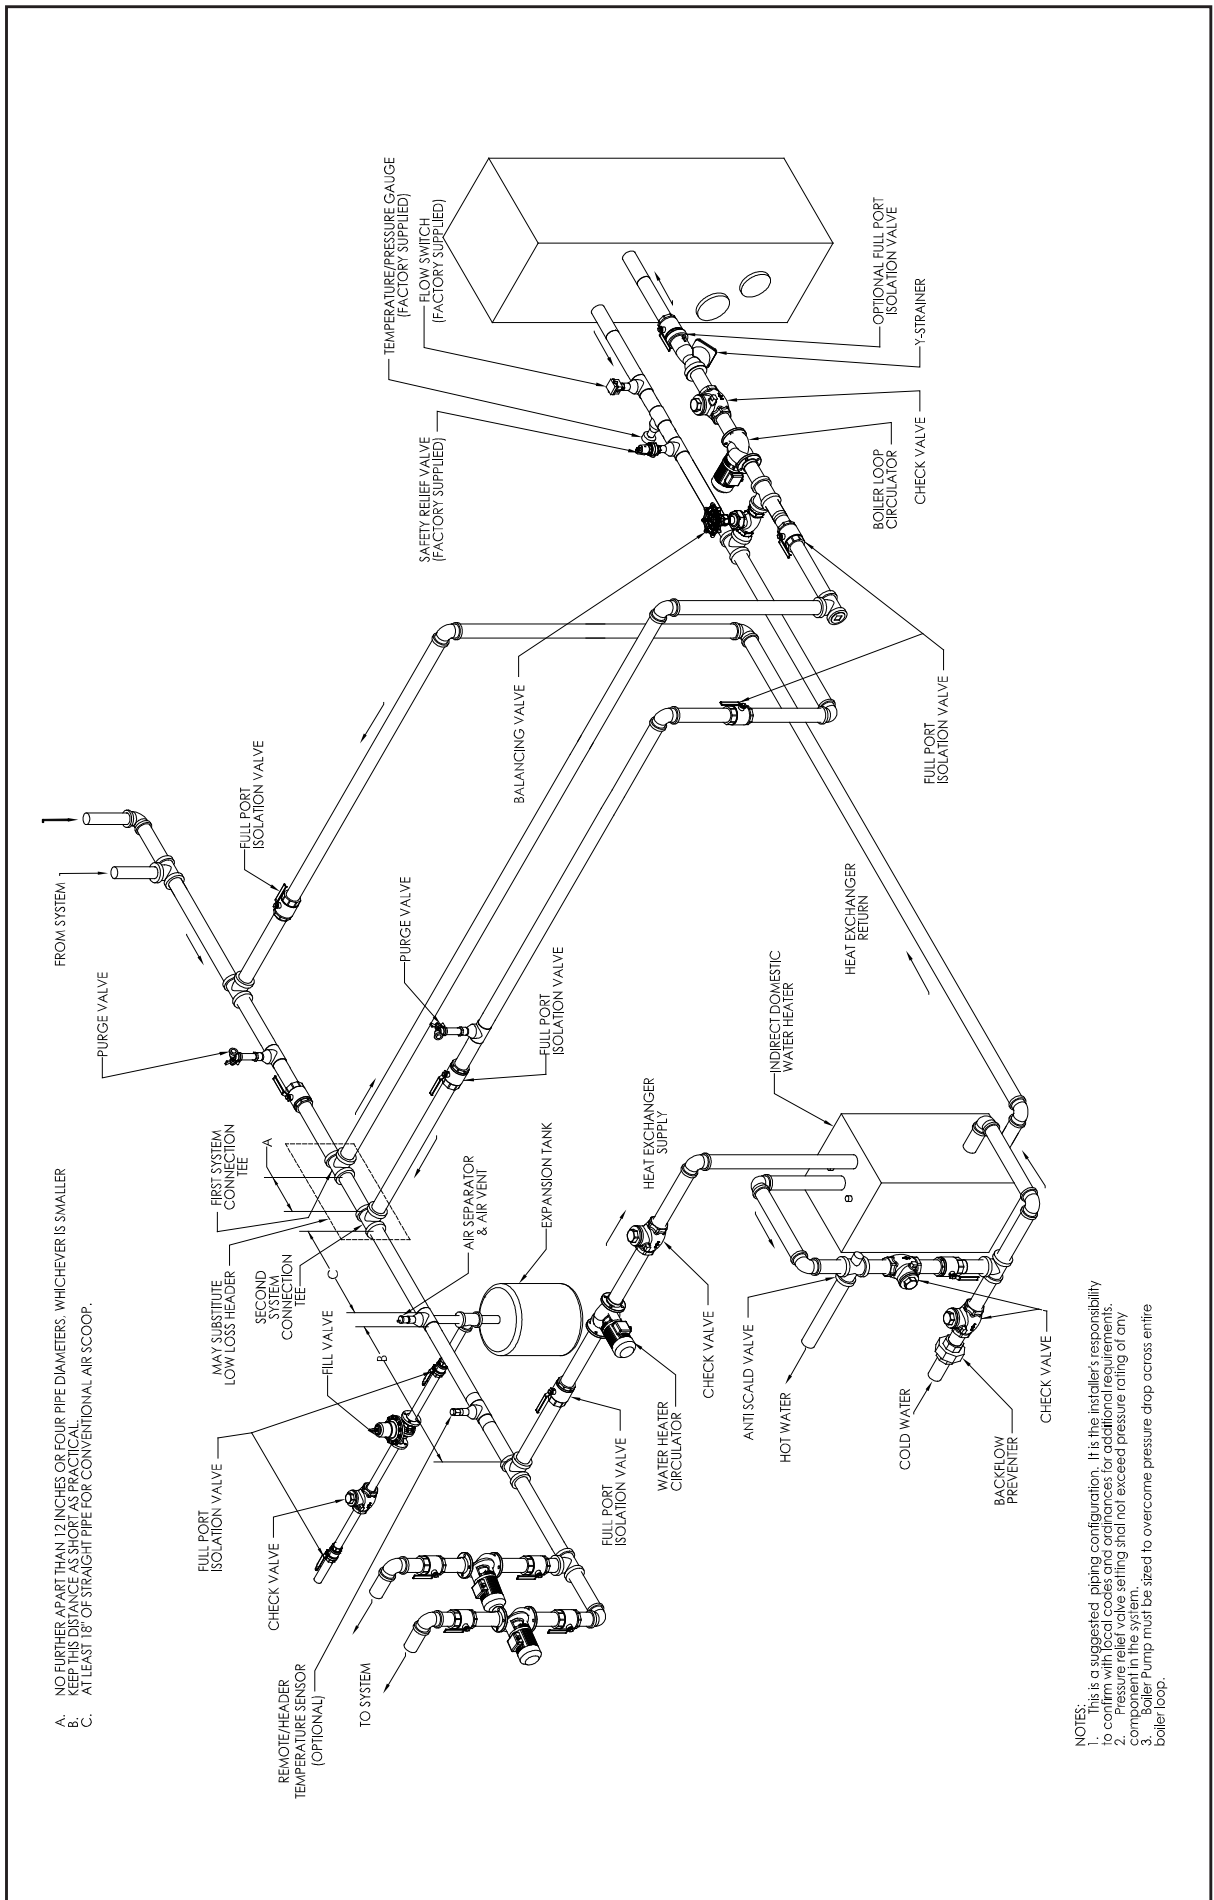 A. NO FURTHER APART THAN 12 INCHES OR FOUR PIPE DIAMETERS, WHICHEVER IS SMALLER
B. KEEP THIS DISTANCE AS SHORT AS PRACTICAL.
C. AT LEAST 18" OF STRAIGHT PIPE FOR CONVENTIONAL AIR SCOOP.
FROM SYSTEM
PURGE VALVE
FULL PORT
ISOLATION VALVE
FIRST SYSTEM
CONNECTION
TEE
A
MAY SUBSTITUTE
LOW LOSS HEADER
SECOND
SYSTEM
CONNECTION
TEE
C
FILL VALVE
B
FULL PORT
ISOLATION VALVE
CHECK VALVE
REMOTE/HEADER
TEMPERATURE SENSOR
(OPTIONAL)
TO SYSTEM
TEMPERATURE/PRESSURE GAUGE
(FACTORY SUPPLIED)
FLOW SWITCH
(FACTORY SUPPLIED)
SAFETY RELIEF VALVE
(FACTORY SUPPLIED)
BALANCING VALVE
PURGE VALVE
FULL PORT
ISOLATION VALVE
AIR SEPARATOR
& AIR VENT
EXPANSION TANK
HEAT EXCHANGER
SUPPLY
FULL PORT
ISOLATION VALVE
WATER HEATER
CIRCULATOR
CHECK VALVE
ANTI SCALD VALVE
HOT WATER
INDIRECT DOMESTIC
WATER HEATER
HEAT EXCHANGER
RETURN
OPTIONAL FULL PORT
ISOLATION VALVE
Y-STRAINER
CHECK VALVE
BOILER LOOP
CIRCULATOR
FULL PORT
ISOLATION VALVE
COLD WATER
BACKFLOW
PREVENTER
CHECK VALVE
NOTES:
1. This is a suggested piping configuration. It is the installer's responsibility
to confirm with local codes and ordinances for additional requirements.
2. Pressure relief valve setting shal not exceed pressure rating of any
component in the system.
3. Boiler Pump must be sized to overcome pressure drop across entire
boiler loop.